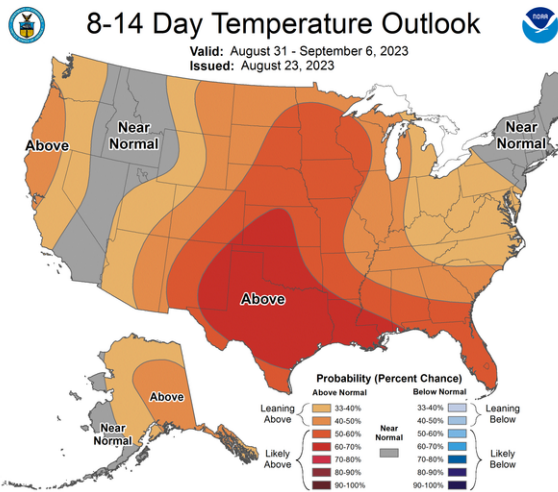 8-14 Day Temperature Outlook
Valid: August 31 - September 6, 2023
Issued: August 23, 2023
NOAA
Above
Near
Normal
Near
Normal
Above
Above
Near
Normal
Probability (Percent Chance)
Above Normal
Below Normal
Leaning
Above
33-40%
40-50%
Likely
Above
50-60%
60-70%
70-80%
80-90%
90-100%
Near
Normal
33-40%
40-50%
Leaning
Below
50-60%
60-70%
70-80%
80-90%
90-100%
Likely
Below